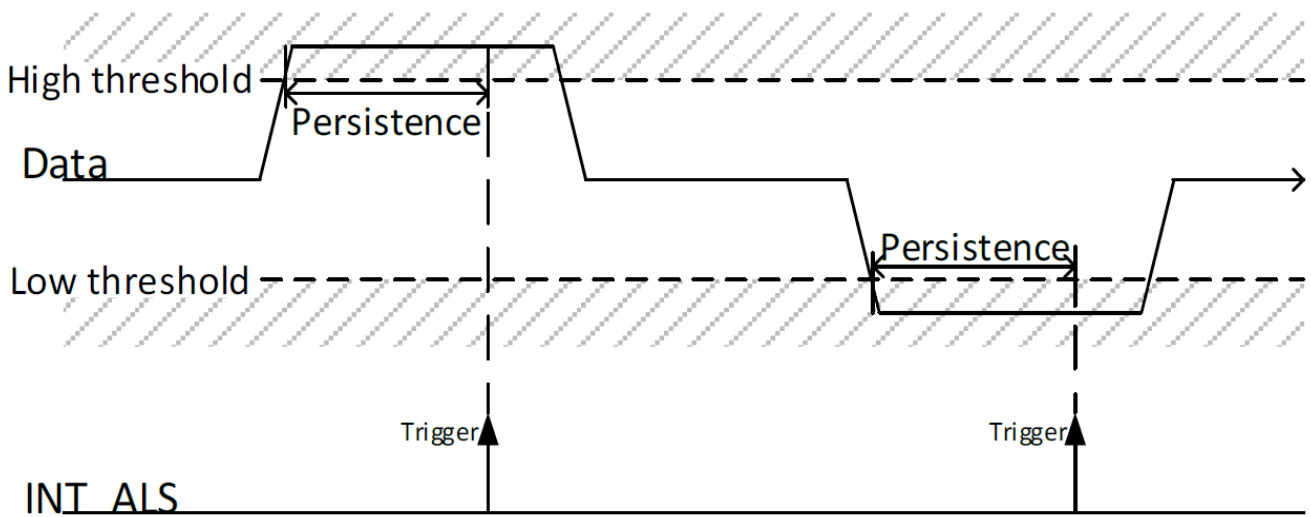 High threshold
Persistence
Data
Persistence
Low threshold
Trigger
Trigger
INT_ALS